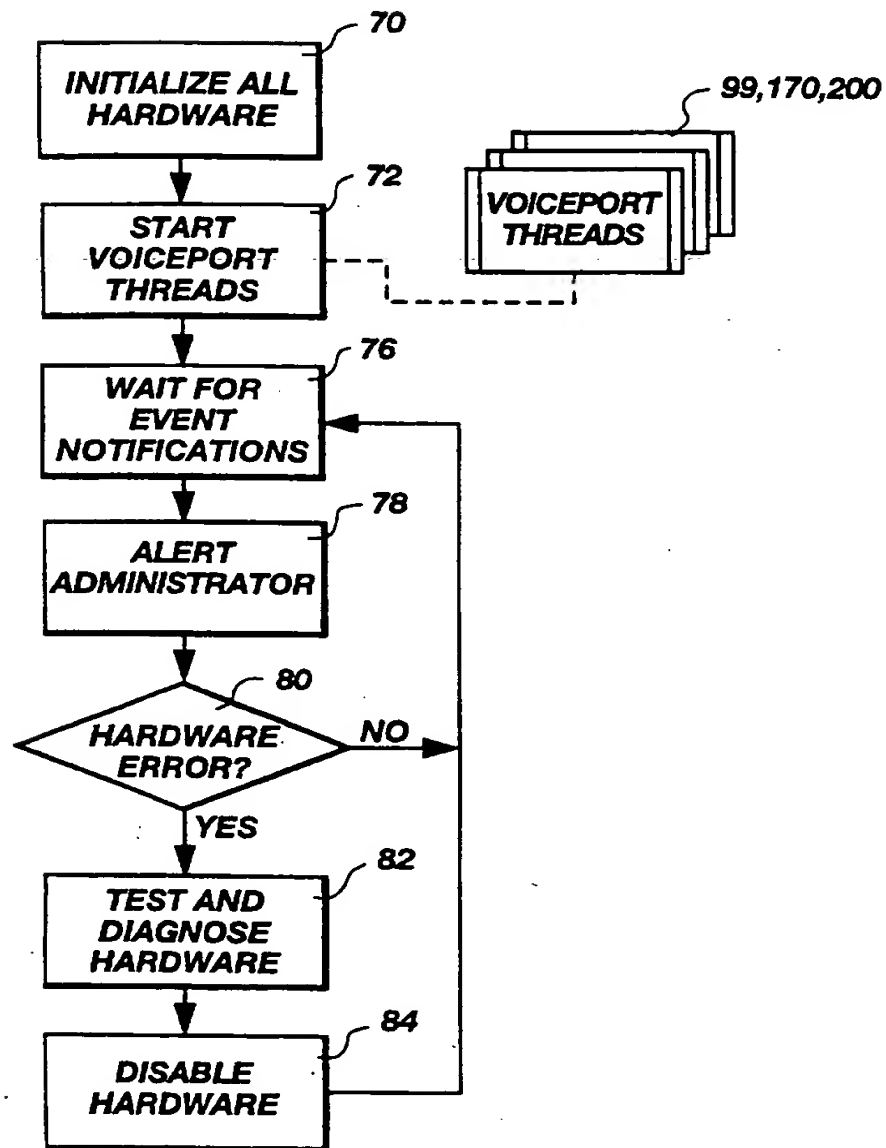 70
INITIALIZE ALL
HARDWARE
99,170,200
VOICEPORT
THREADS
72
START
VOICEPORT
THREADS
76
WAIT FOR
EVENT
NOTIFICATIONS
78
ALERT
ADMINISTRATOR
80
HARDWARE
ERROR?
NO
YES
82
TEST AND
DIAGNOSE
HARDWARE
84
DISABLE
HARDWARE